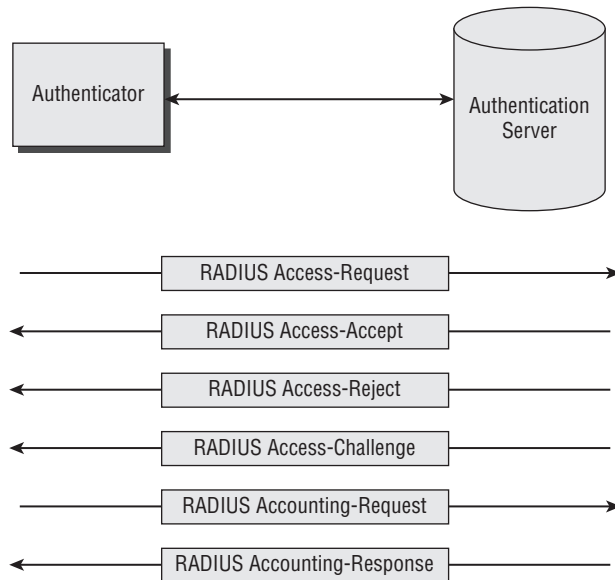 Authenticator
Authentication
Server
RADIUS Access-Request
RADIUS Access-Accept
RADIUS Access-Reject
RADIUS Access-Challenge
RADIUS Accounting-Request
RADIUS Accounting-Response